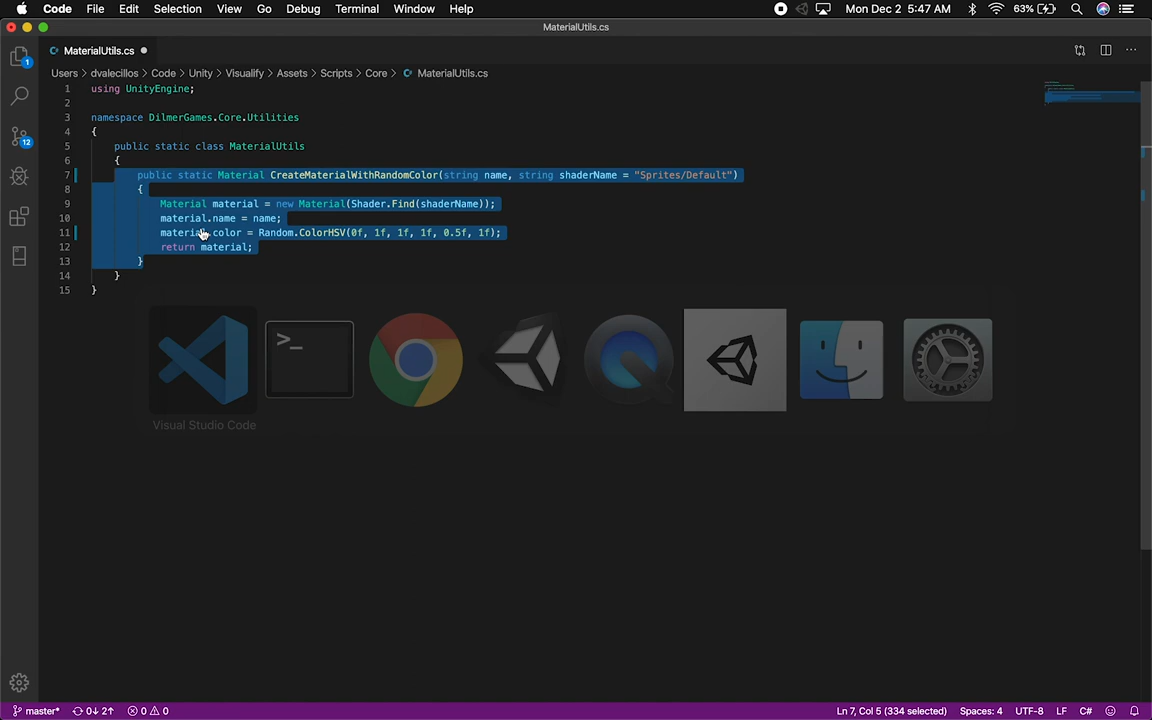 Code File Edit Selection View Go Debug Terminal Window Help Mon Dec 2 5:47 AM 63%
MaterialUtils.cs
MaterialUtils.cs
Users > dvalecillos > Code > Unity > Visualify > Assets > Scripts > Core > MaterialUtils.cs
1 using UnityEngine;
2
3 namespace DilmerGames.Core.Utilities
4 {
5 public static class MaterialUtils
6 {
7 public static Material CreateMaterialWithRandomColor(string name, string shaderName = "Sprites/Default")
8 {
9 Material material = new Material(Shader.Find(shaderName));
10 material.name = name;
11 material.color = Random.ColorHSV(0f, 1f, 1f, 1f, 0.5f, 1f);
12 return material;
13 }
14 }
15 }
1
12
>_
Visual Studio Code
master* 0↓ 2↑ 0 0 Ln 7, Col 5 (334 selected) Spaces: 4 UTF-8 LF C#